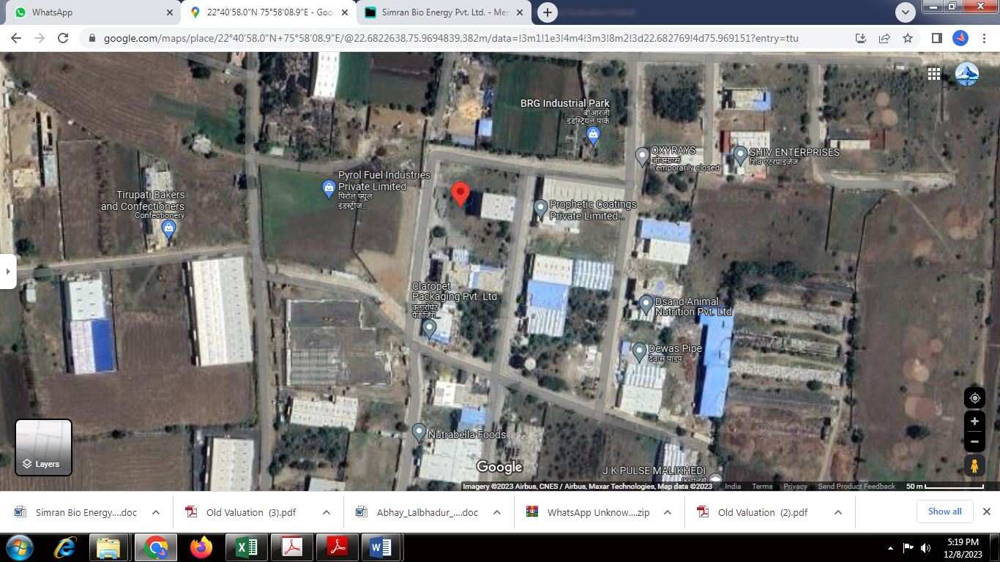 WhatsApp
22°40'58.0"N 75°58'08.9"E - Goo
Simran Bio Energy Pvt. Ltd. - Mer
google.com/maps/place/22°40'58.0"N+75°58'08.9"E/@22.6822638,75.9694839,382m/data=!3m1!1e3!4m4!3m3!8m2!3d22.682769!4d75.969151?entry=ttu
BRG Industrial Park
बीआरजी
इंडस्ट्रियल पार्क
OXYRAYS
ऑक्स्य्रय्स
Temporarily closed
SHIV ENTERPRISES
शिव एंटरप्राइजेज
Pyrol Fuel Industries
Private Limited
पिरोल फ्यूल
इंडस्ट्रीज...
Tirupati Bakers
and Confectioners
Confectionery
Prophetic Coatings
Private Limited...
Claropet
Packaging Pvt. Ltd
क्लारोपेट
पैकेजिंग...
Dsand Animal
Nutrition Pvt. Ltd
Dewas Pipe
देवास पाइप
Nutrabella Foods
J K PULSE MALIKHEDI
Layers
Google
Imagery ©2023 Airbus, CNES / Airbus, Maxar Technologies, Map data ©2023 India Terms Privacy Send Product Feedback 50 m
Simran Bio Energy....doc
Old Valuation (3).pdf
Abhay_Lalbhadur_....doc
WhatsApp Unknow....zip
Old Valuation (2).pdf
Show all
5:19 PM
12/8/2023